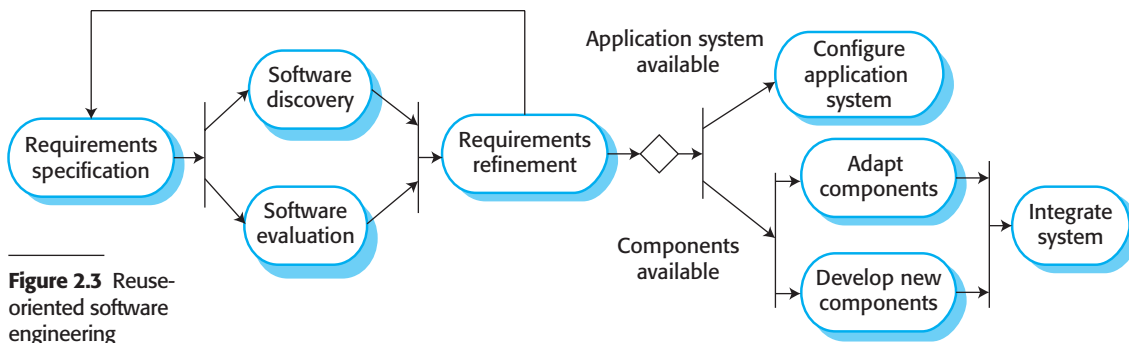 Requirements
specification
Software
discovery
Software
evaluation
Requirements
refinement
Application system
available
Configure
application
system
Components
available
Adapt
components
Develop new
components
Integrate
system
Figure 2.3 Reuse-
oriented software
engineering